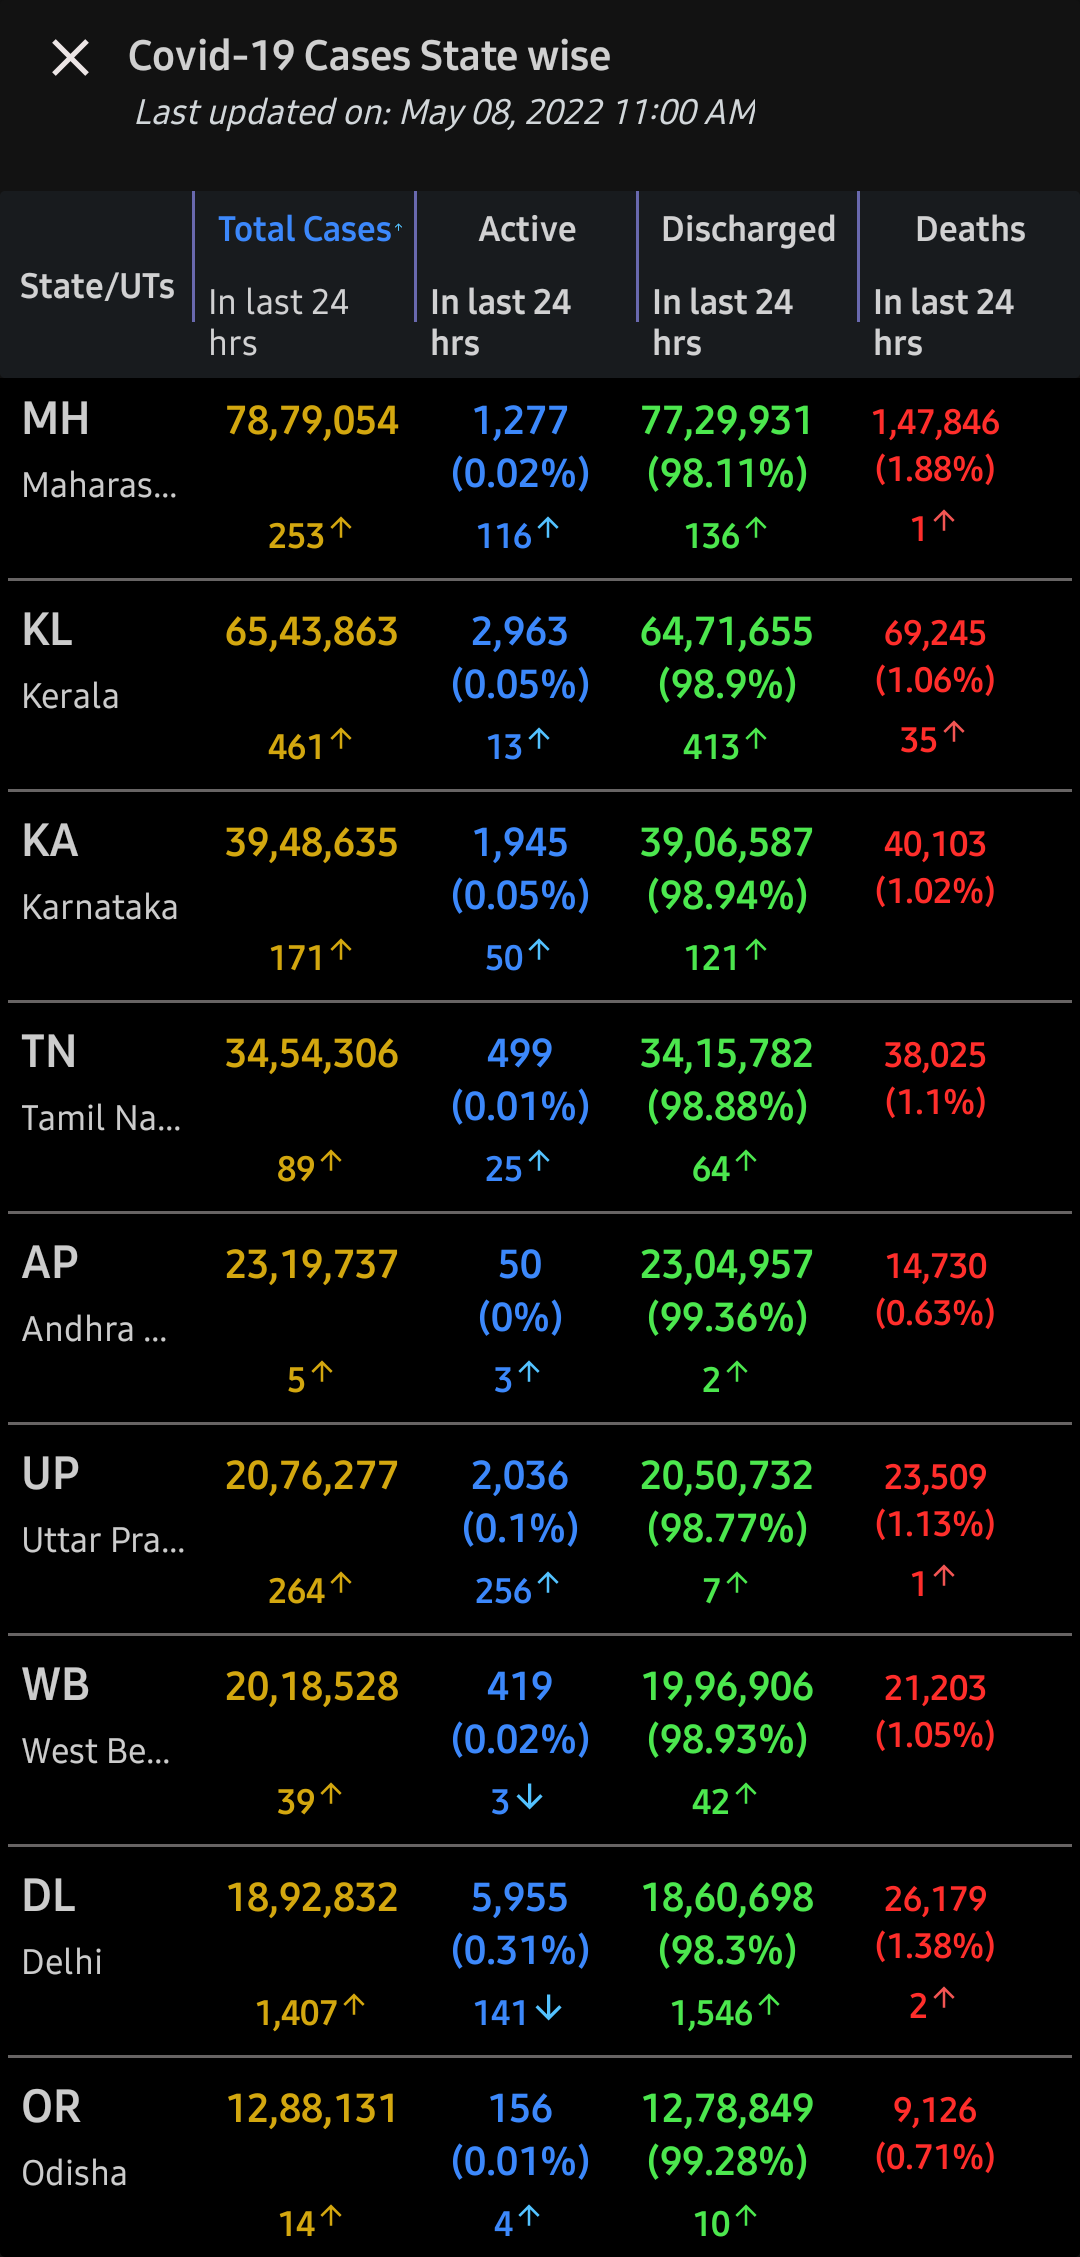 Covid-19 Cases State wise
Last updated on: May 08, 2022 11:00 AM
State/UTs
Total Cases↑ Active Discharged Deaths
In last 24 hrs In last 24 hrs In last 24 hrs In last 24 hrs
MH 78,79,054 1,277 77,29,931 1,47,846
Maharas... (0.02%) (98.11%) (1.88%)
253↑ 116↑ 136↑ 1↑
KL 65,43,863 2,963 64,71,655 69,245
Kerala (0.05%) (98.9%) (1.06%)
461↑ 13↑ 413↑ 35↑
KA 39,48,635 1,945 39,06,587 40,103
Karnataka (0.05%) (98.94%) (1.02%)
171↑ 50↑ 121↑
TN 34,54,306 499 34,15,782 38,025
Tamil Na... (0.01%) (98.88%) (1.1%)
89↑ 25↑ 64↑
AP 23,19,737 50 23,04,957 14,730
Andhra ... (0%) (99.36%) (0.63%)
5↑ 3↑ 2↑
UP 20,76,277 2,036 20,50,732 23,509
Uttar Pra... (0.1%) (98.77%) (1.13%)
264↑ 256↑ 7↑ 1↑
WB 20,18,528 419 19,96,906 21,203
West Be... (0.02%) (98.93%) (1.05%)
39↑ 3↓ 42↑
DL 18,92,832 5,955 18,60,698 26,179
Delhi (0.31%) (98.3%) (1.38%)
1,407↑ 141↓ 1,546↑ 2↑
OR 12,88,131 156 12,78,849 9,126
Odisha (0.01%) (99.28%) (0.71%)
14↑ 4↑ 10↑